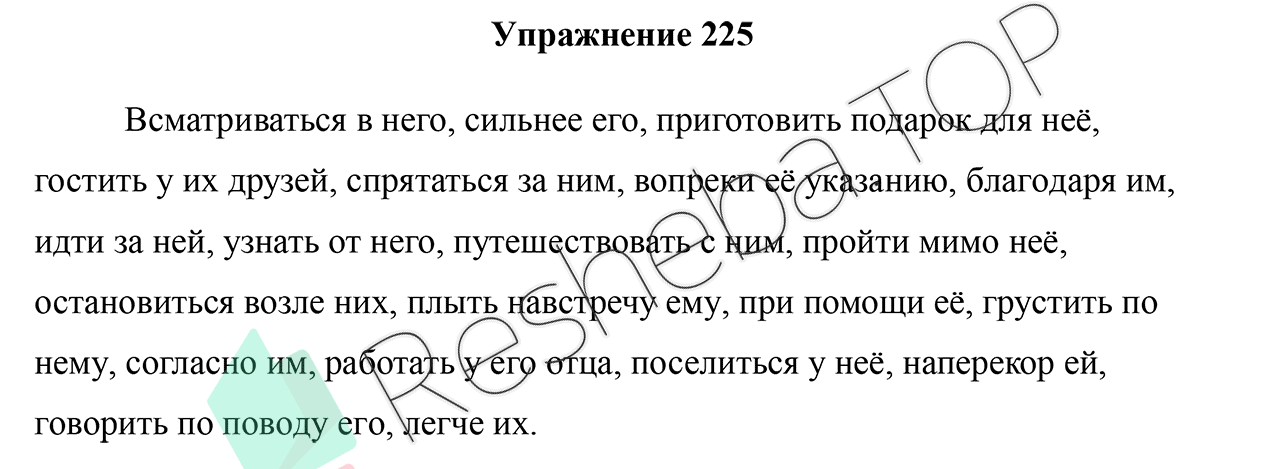 Упражнение 225
Всматриваться в него, сильнее его, приготовить подарок для неё,
гостить у их друзей, спрятаться за ним, вопреки её указанию, благодаря им,
идти за ней, узнать от него, путешествовать с ним, пройти мимо неё,
остановиться возле них, плыть навстречу ему, при помощи её, грустить по
нему, согласно им, работать у его отца, поселиться у неё, наперекор ей,
говорить по поводу его, легче их.
Resheba TOP